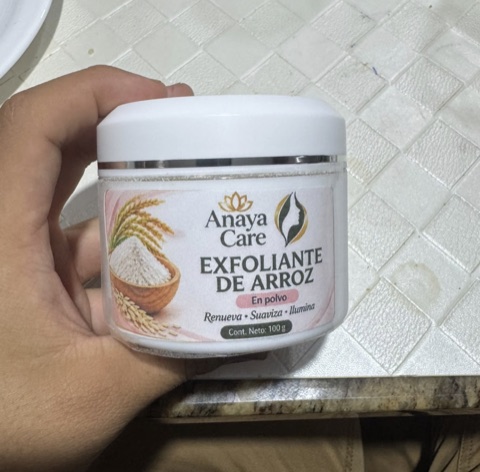 Anaya
Care
EXFOLIANTE
DE ARROZ
En polvo
Renueva • Suaviza • Ilumina
Cont. Neto: 100 g